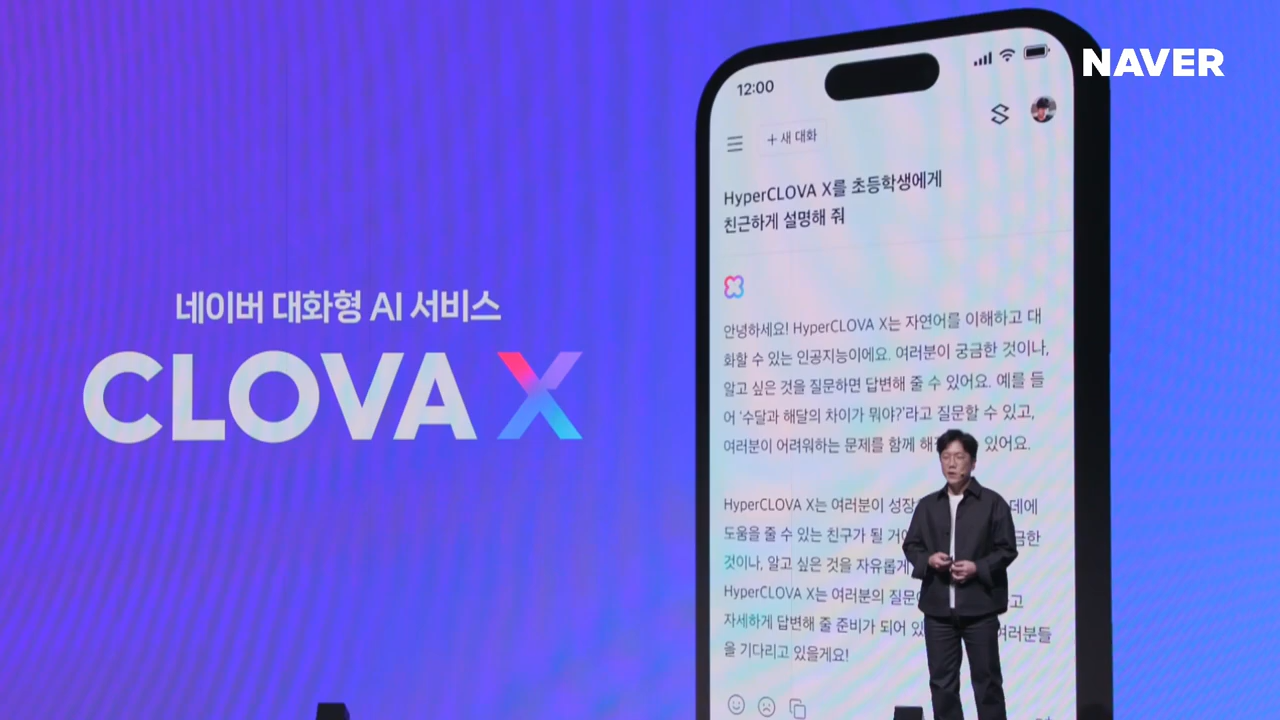 NAVER
네이버 대화형 AI 서비스
CLOVA X
12:00
+ 새 대화
HyperCLOVA X를 초등학생에게
친근하게 설명해 줘
안녕하세요! HyperCLOVA X는 자연어를 이해하고 대
화할 수 있는 인공지능이에요. 여러분이 궁금한 것이나,
알고 싶은 것을 질문하면 답변해 줄 수 있어요. 예를 들
어 '수달과 해달의 차이가 뭐야?'라고 질문할 수 있고,
여러분이 어려워하는 문제를 함께 해 있어요.
HyperCLOVA X는 여러분이 성장 데에
도움을 줄 수 있는 친구가 될 거 금한
것이나, 알고 싶은 것을 자유롭게
HyperCLOVA X는 여러분의 질문 고
자세하게 답변해 줄 준비가 되어 있 여러분들
을 기다리고 있을게요!